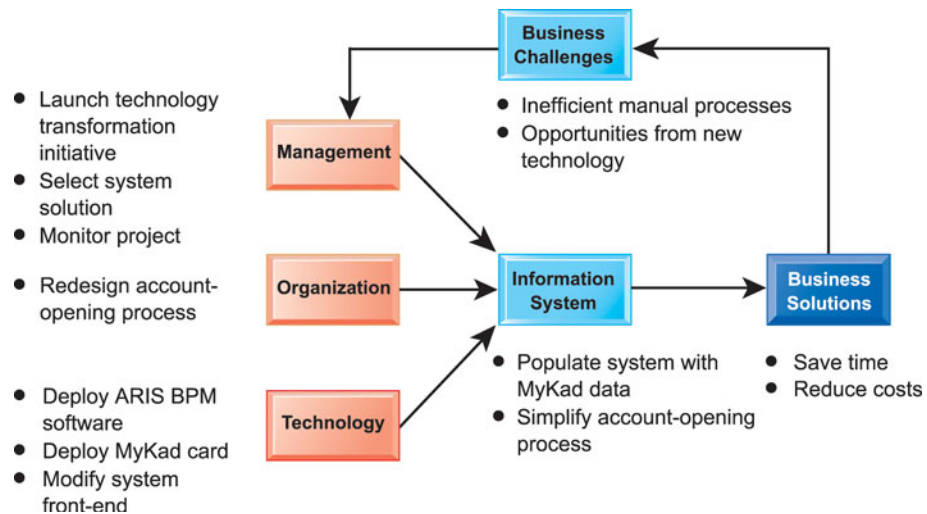 Business
Challenges
● Inefficient manual processes
● Opportunities from new
technology
● Launch technology
transformation
initiative
● Select system
solution
● Monitor project
Management
● Redesign account-
opening process
Organization
Information
System
Business
Solutions
● Populate system with
MyKad data
● Simplify account-opening
process
● Save time
● Reduce costs
● Deploy ARIS BPM
software
● Deploy MyKad card
● Modify system
front-end
Technology